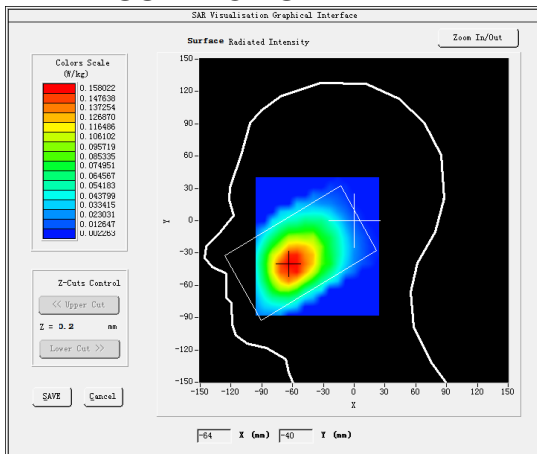 SAR Visualisation Graphical Interface
Surface Radiated Intensity
Zoom In/Out
Colors Scale
(W/kg)
0.158022
0.147638
0.137254
0.126870
0.116486
0.106102
0.095719
0.085335
0.074951
0.064567
0.054183
0.043799
0.033415
0.023031
0.012647
0.002263
Z-Cuts Control
<< Upper Cut
Z = 0.2 mm
Lower Cut >>
SAVE Cancel
150
120
90
60
30
0
-30
-60
-90
-120
-150
Y
-150 -120 -90 -60 -30 0 30 60 90 120 150
X
-64 X (mm) -40 Y (mm)